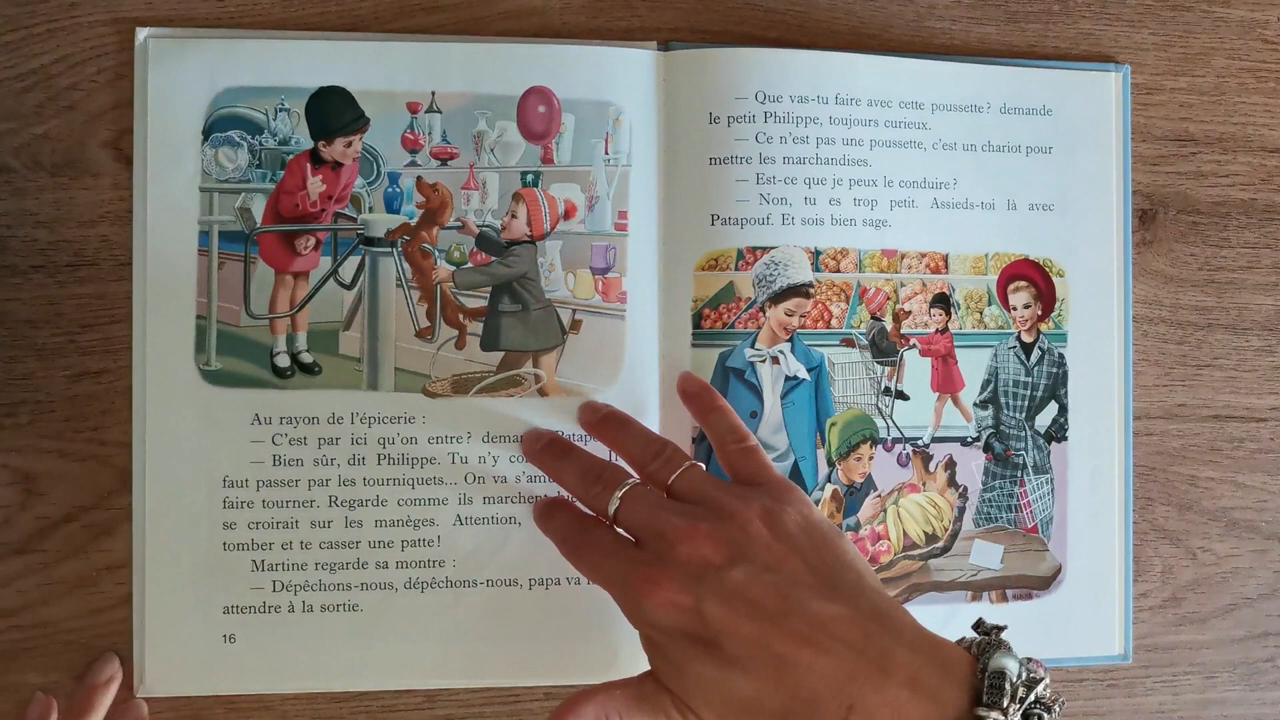 Au rayon de l'épicerie :
— C'est par ici qu'on entre? Patapo
— Bien sûr, dit Philippe. Tu n'y Il
faut passer par les tourniquets... On va
faire tourner. Regarde comme ils marchent
se croirait sur les manèges. Attention,
tomber et te casser une patte!
Martine regarde sa montre :
— Dépêchons-nous, dépêchons-nous, papa va
attendre à la sortie.
16
— Que vas-tu faire avec cette poussette? demande
le petit Philippe, toujours curieux.
— Ce n'est pas une poussette, c'est un chariot pour
mettre les marchandises.
— Est-ce que je peux le conduire?
— Non, tu es trop petit. Assieds-toi là avec
Patapouf. Et sois bien sage.